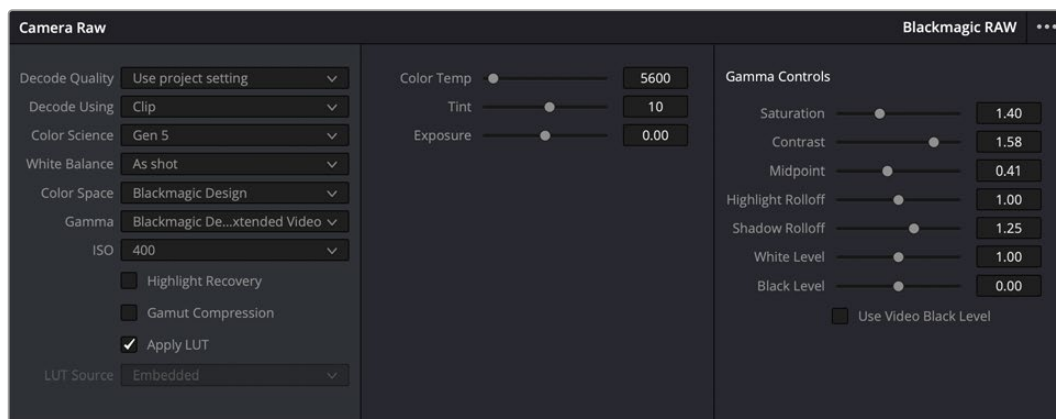 Camera Raw
Blackmagic RAW
Decode Quality Use project setting
Decode Using Clip
Color Science Gen 5
White Balance As shot
Color Space Blackmagic Design
Gamma Blackmagic De...xtended Video
ISO 400
Highlight Recovery
Gamut Compression
Apply LUT
LUT Source Embedded
Color Temp 5600
Tint 10
Exposure 0.00
Gamma Controls
Saturation 1.40
Contrast 1.58
Midpoint 0.41
Highlight Rolloff 1.00
Shadow Rolloff 1.25
White Level 1.00
Black Level 0.00
Use Video Black Level